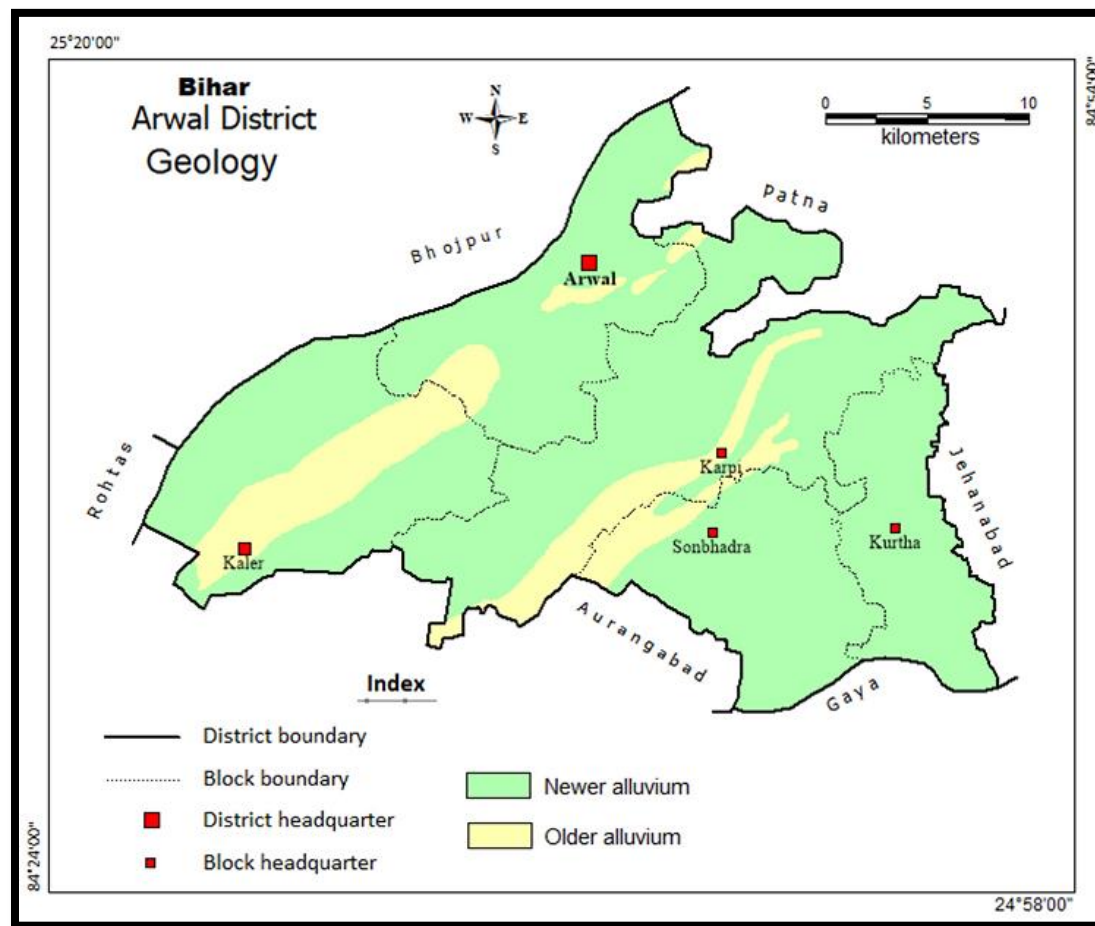 25°20'00"
84°54'00"
Bihar
Arwal District
Geology
N
W E
S
0 5 10
kilometers
Patna
Bhojpur
Arwal
Rohtas
Karpi
Jehanabad
Kaler
Sonbhadra
Kurtha
Aurangabad
Gaya
Index
District boundary
Block boundary
District headquarter
Block headquarter
Newer alluvium
Older alluvium
84°24'00"
24°58'00"